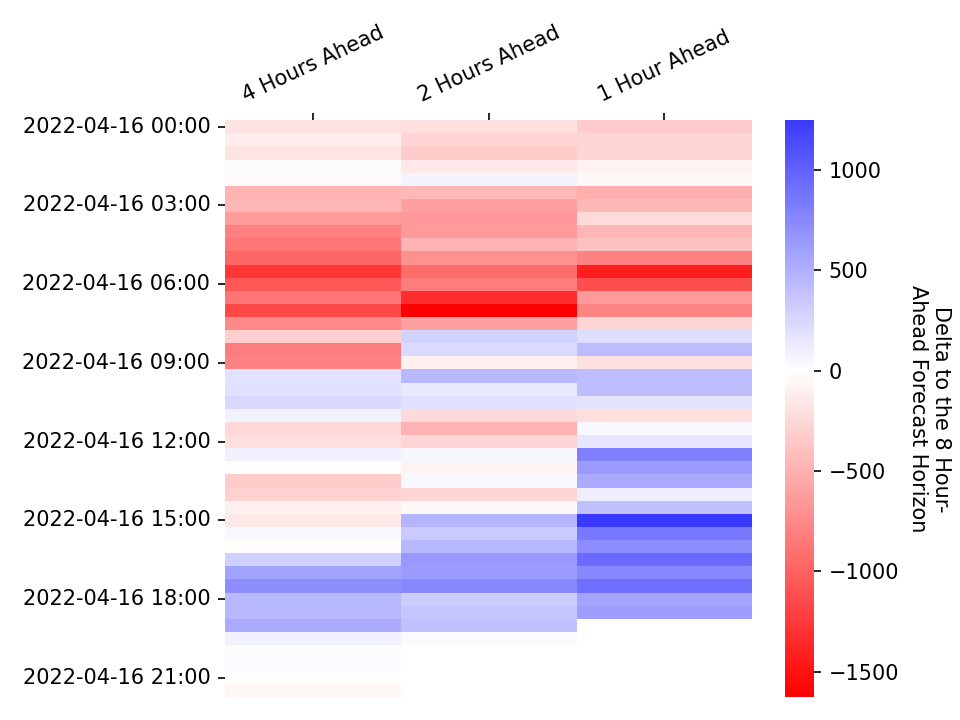 4 Hours Ahead
2 Hours Ahead
1 Hour Ahead
2022-04-16 00:00
2022-04-16 03:00
2022-04-16 06:00
2022-04-16 09:00
2022-04-16 12:00
2022-04-16 15:00
2022-04-16 18:00
2022-04-16 21:00
1000
500
0
−500
−1000
−1500
Delta to the 8 Hour-
Ahead Forecast Horizon